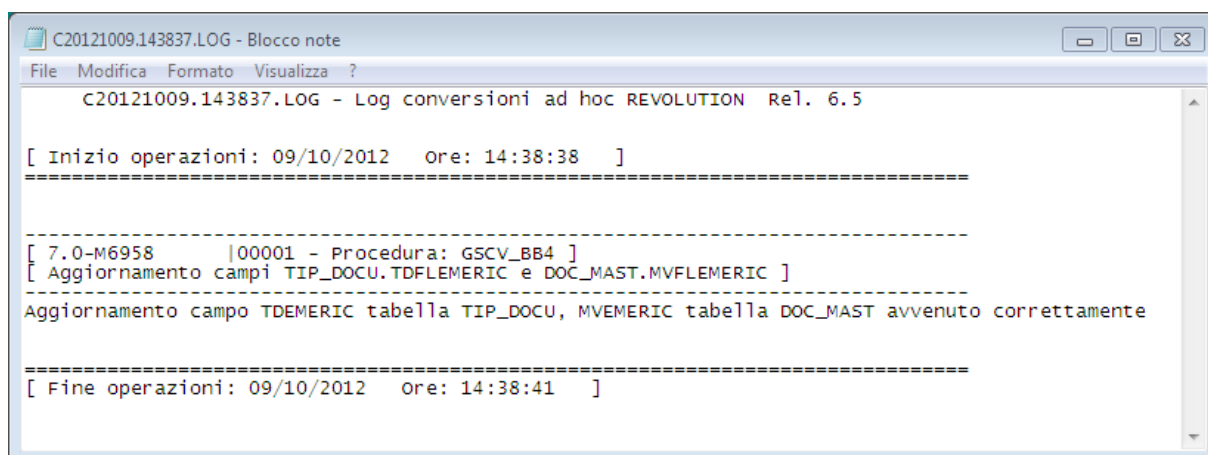 C20121009.143837.LOG - Blocco note
File Modifica Formato Visualizza ?
C20121009.143837.LOG - Log conversioni ad hoc REVOLUTION Rel. 6.5
[ Inizio operazioni: 09/10/2012 Ore: 14:38:38 ]
================================================================================
--------------------------------------------------------------------------------
[ 7.0-M6958 |00001 - Procedura: GSCV_BB4 ]
[ Aggiornamento campi TIP_DOCU.TDFLEMERIC e DOC_MAST.MVFLEMERIC ]
--------------------------------------------------------------------------------
Aggiornamento campo TDEMERIC tabella TIP_DOCU, MVEMERIC tabella DOC_MAST avvenuto correttamente
================================================================================
[ Fine operazioni: 09/10/2012 Ore: 14:38:41 ]